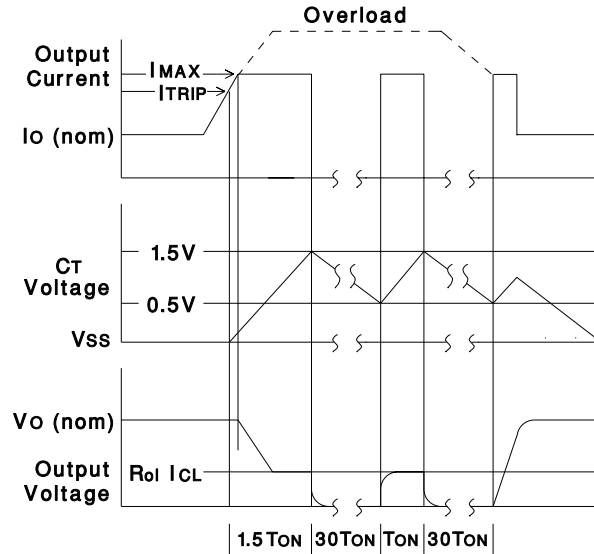 Overload
Output
Current
IMAX
ITRIP
IO (nom)
1.5V
CT
Voltage
0.5V
VSS
VO (nom)
Output
Voltage
Rol ICL
1.5TON
30TON
TON
30TON